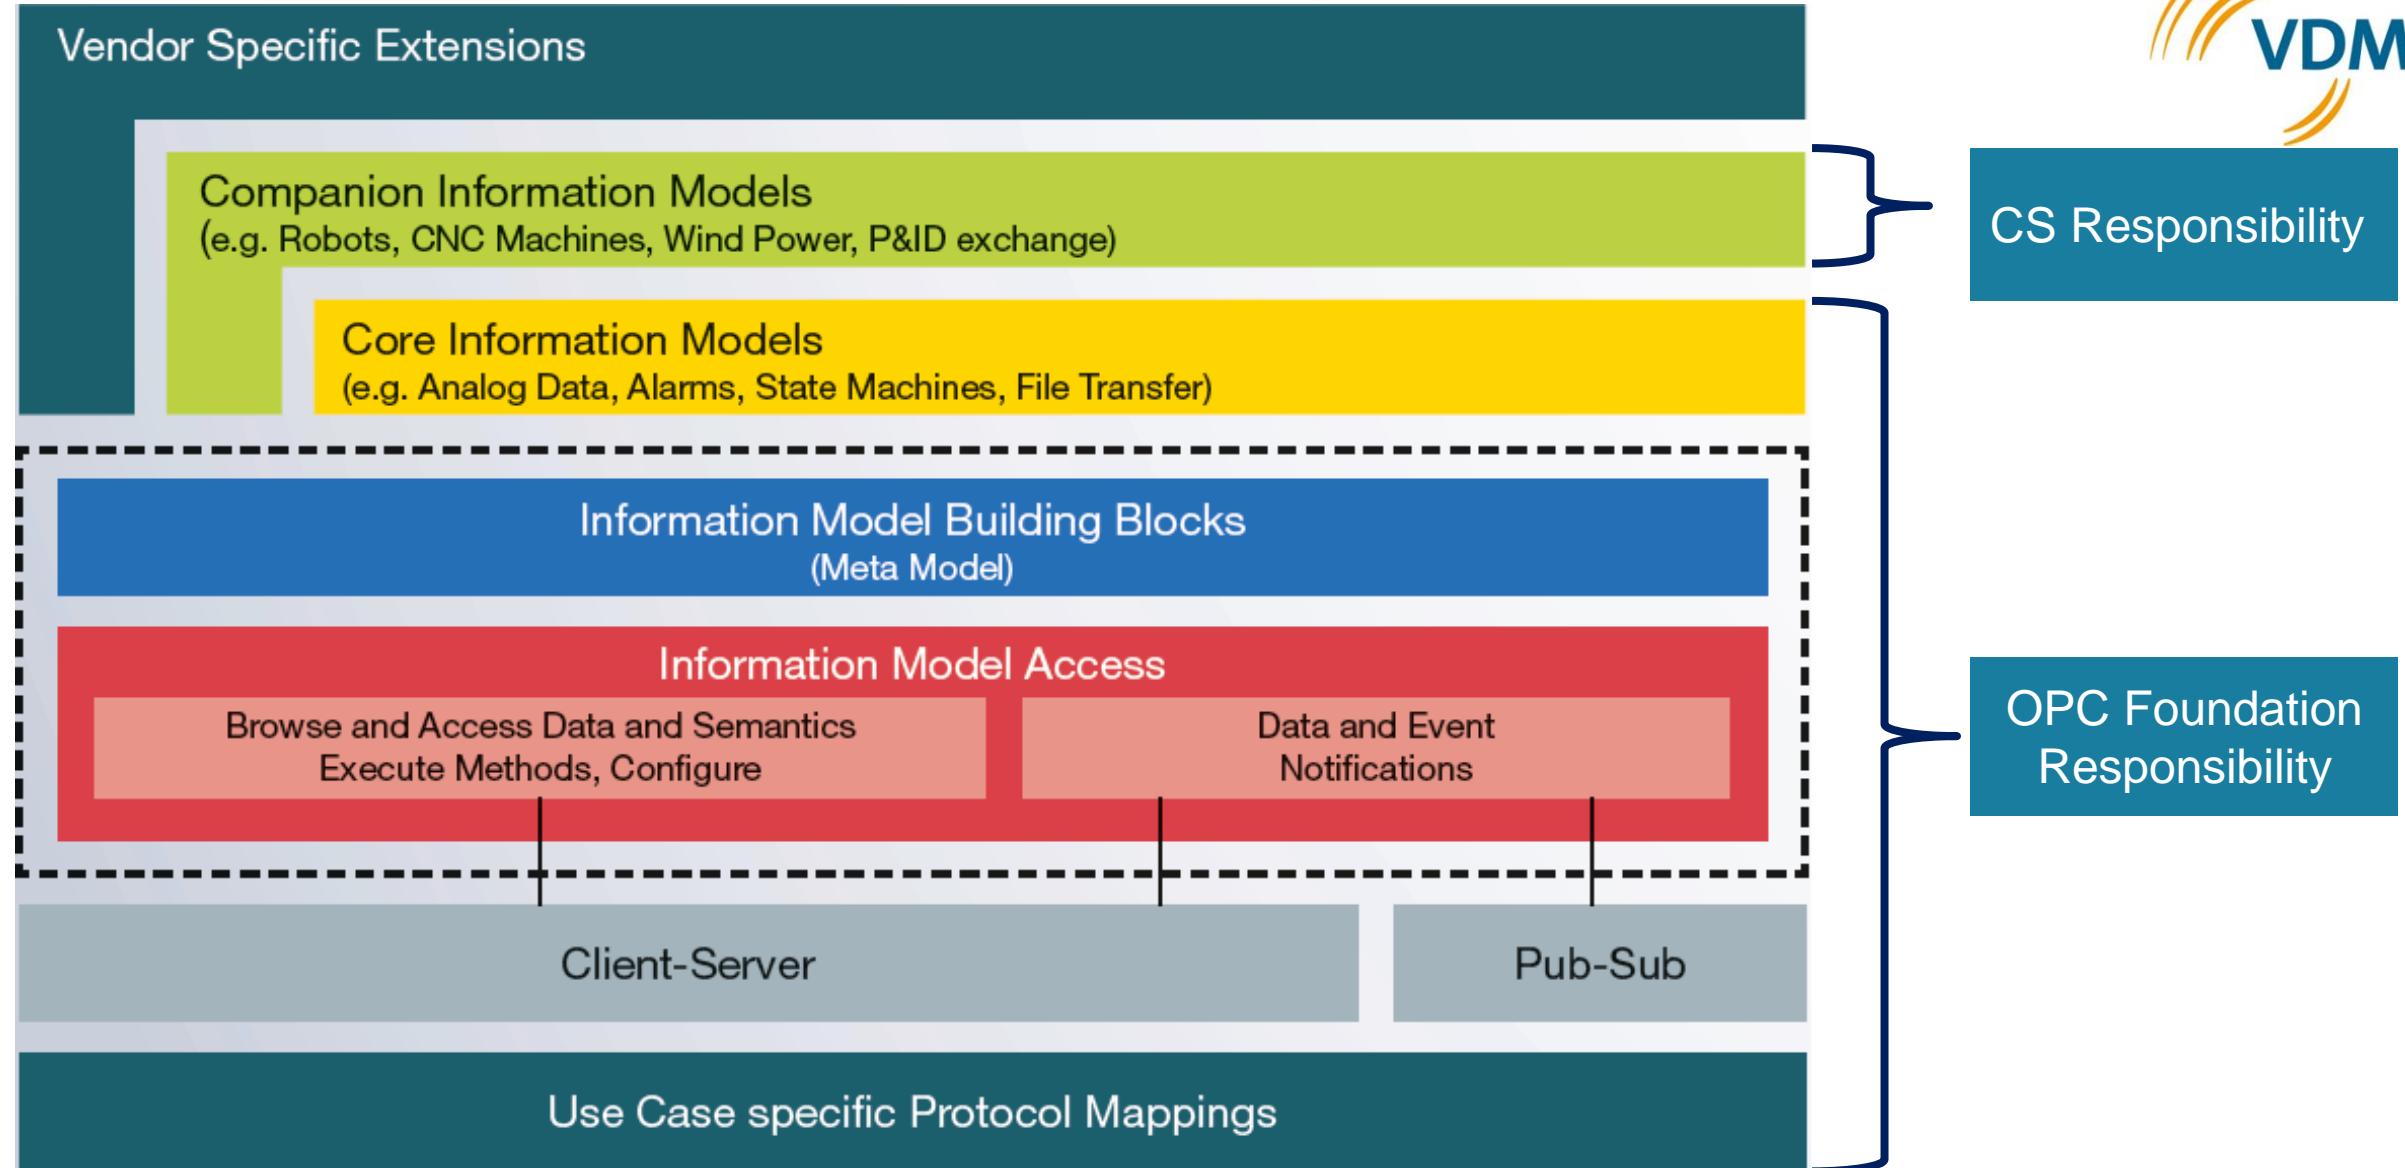 Vendor Specific Extensions
VDM
Companion Information Models
(e.g. Robots, CNC Machines, Wind Power, P&ID exchange)
CS Responsibility
Core Information Models
(e.g. Analog Data, Alarms, State Machines, File Transfer)
Information Model Building Blocks
(Meta Model)
Information Model Access
Browse and Access Data and Semantics
Execute Methods, Configure
Data and Event
Notifications
OPC Foundation
Responsibility
Client-Server
Pub-Sub
Use Case specific Protocol Mappings